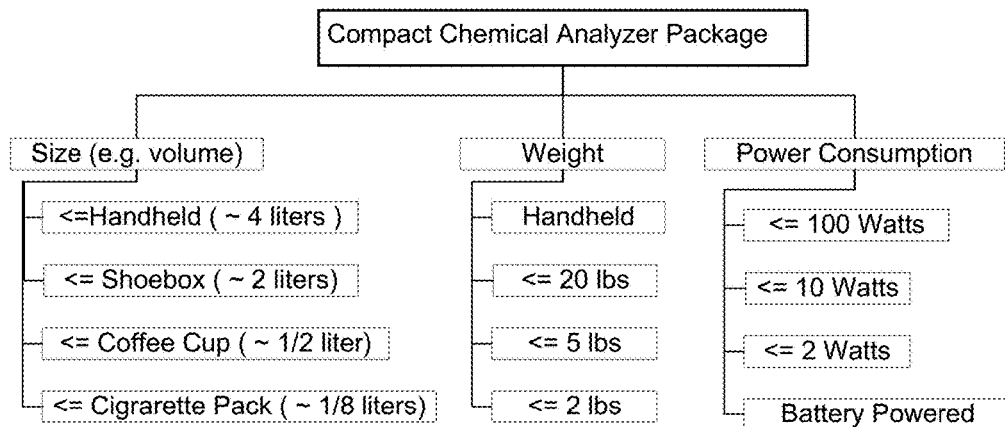 Compact Chemical Analyzer Package
Size (e.g. volume)
<=Handheld ( ~ 4 liters )
<= Shoebox ( ~ 2 liters)
<= Coffee Cup ( ~ 1/2 liter)
<= Cigrarette Pack ( ~ 1/8 liters)
Weight
Handheld
<= 20 lbs
<= 5 lbs
<= 2 lbs
Power Consumption
<= 100 Watts
<= 10 Watts
<= 2 Watts
Battery Powered